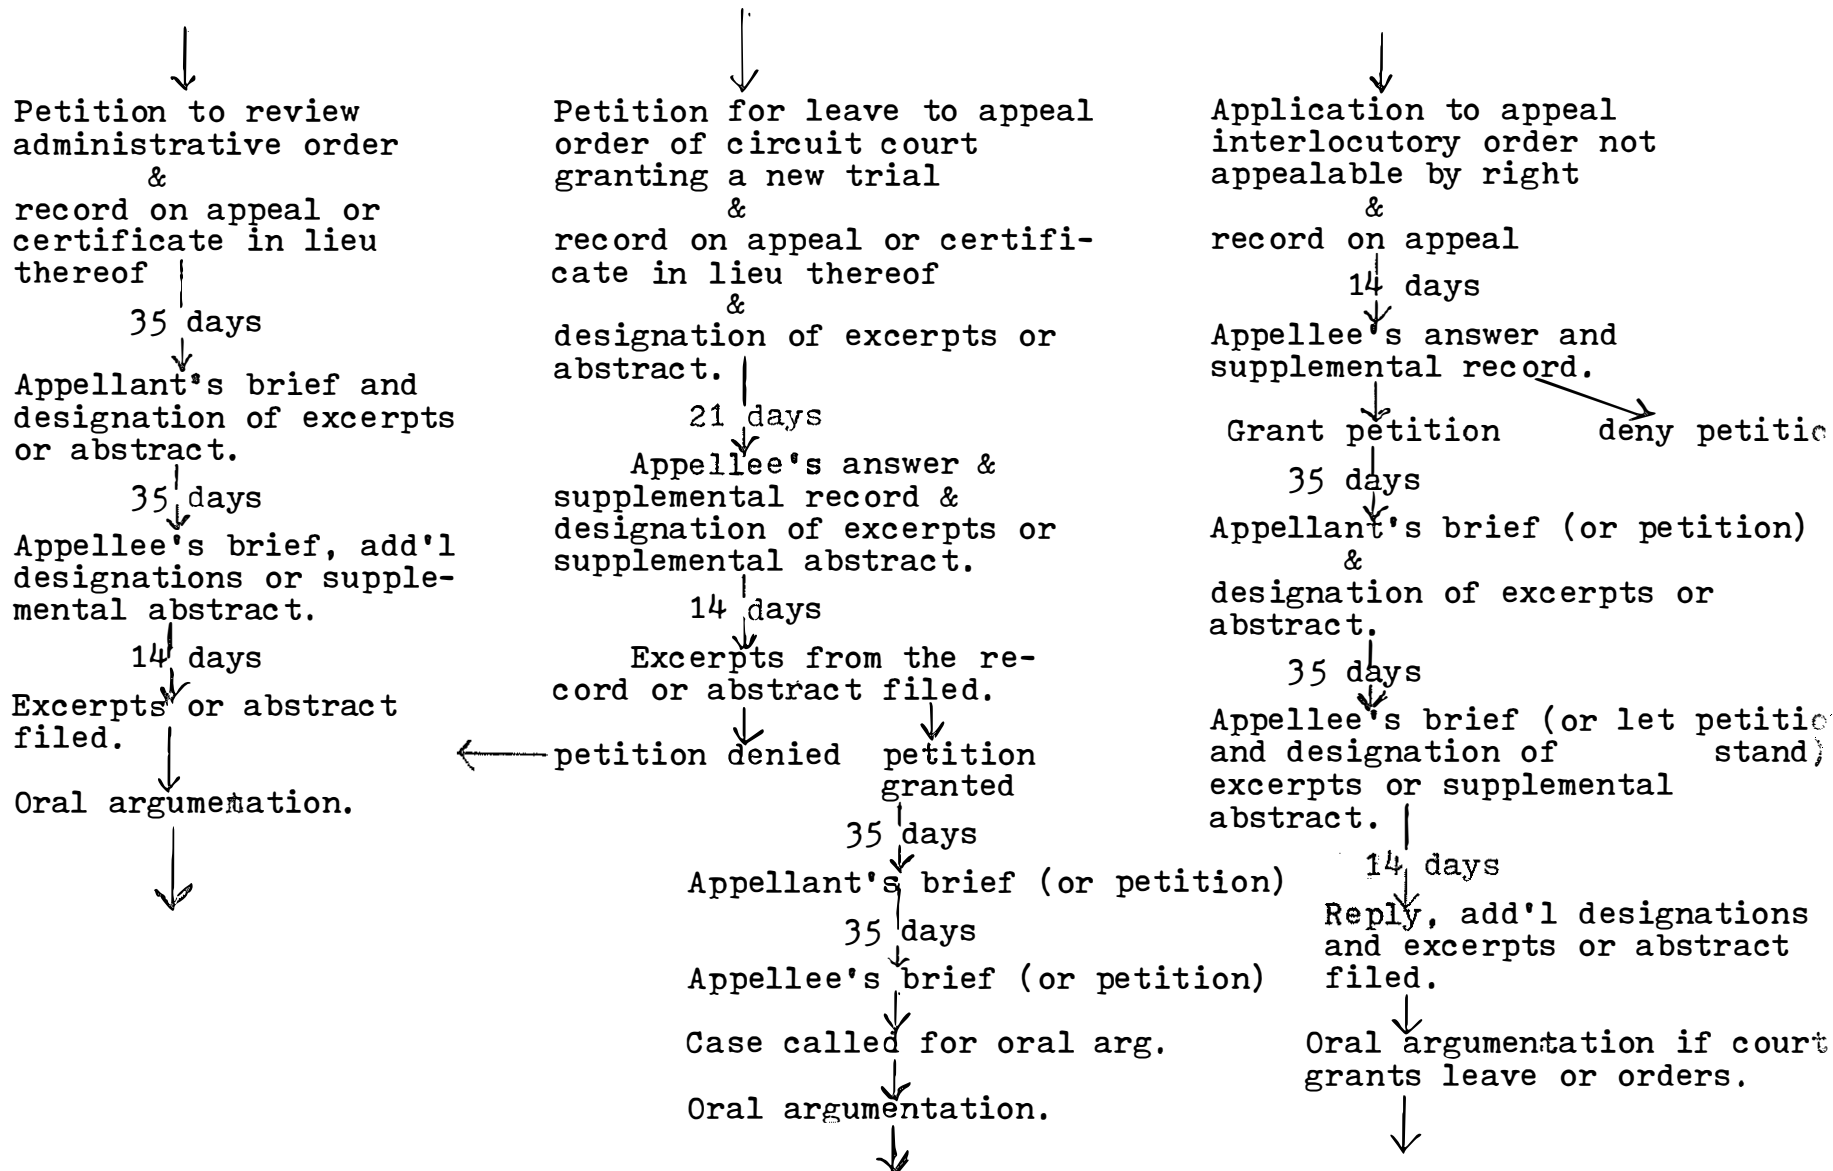 Petition to review
administrative order
&
record on appeal or
certificate in lieu
thereof
35 days
Appellant's brief and
designation of excerpts
or abstract.
35 days
Appellee's brief, add'l
designations or supple-
mental abstract.
14 days
Excerpts or abstract
filed.
Oral argumentation.
Petition for leave to appeal
order of circuit court
granting a new trial
&
record on appeal or certifi-
cate in lieu thereof
&
designation of excerpts or
abstract.
21 days
Appellee's answer &
supplemental record &
designation of excerpts or
supplemental abstract.
14 days
Excerpts from the re-
cord or abstract filed.
petition denied petition
granted
35 days
Appellant's brief (or petition)
35 days
Appellee's brief (or petition)
Case called for oral arg.
Oral argumentation.
Application to appeal
interlocutory order not
appealable by right
&
record on appeal
14 days
Appellee's answer and
supplemental record.
Grant petition deny petitio
35 days
Appellant's brief (or petition)
&
designation of excerpts or
abstract.
35 days
Appellee's brief (or let petitio
and designation of stand)
excerpts or supplemental
abstract.
14 days
Reply, add'l designations
and excerpts or abstract
filed.
Oral argumentation if court
grants leave or orders.